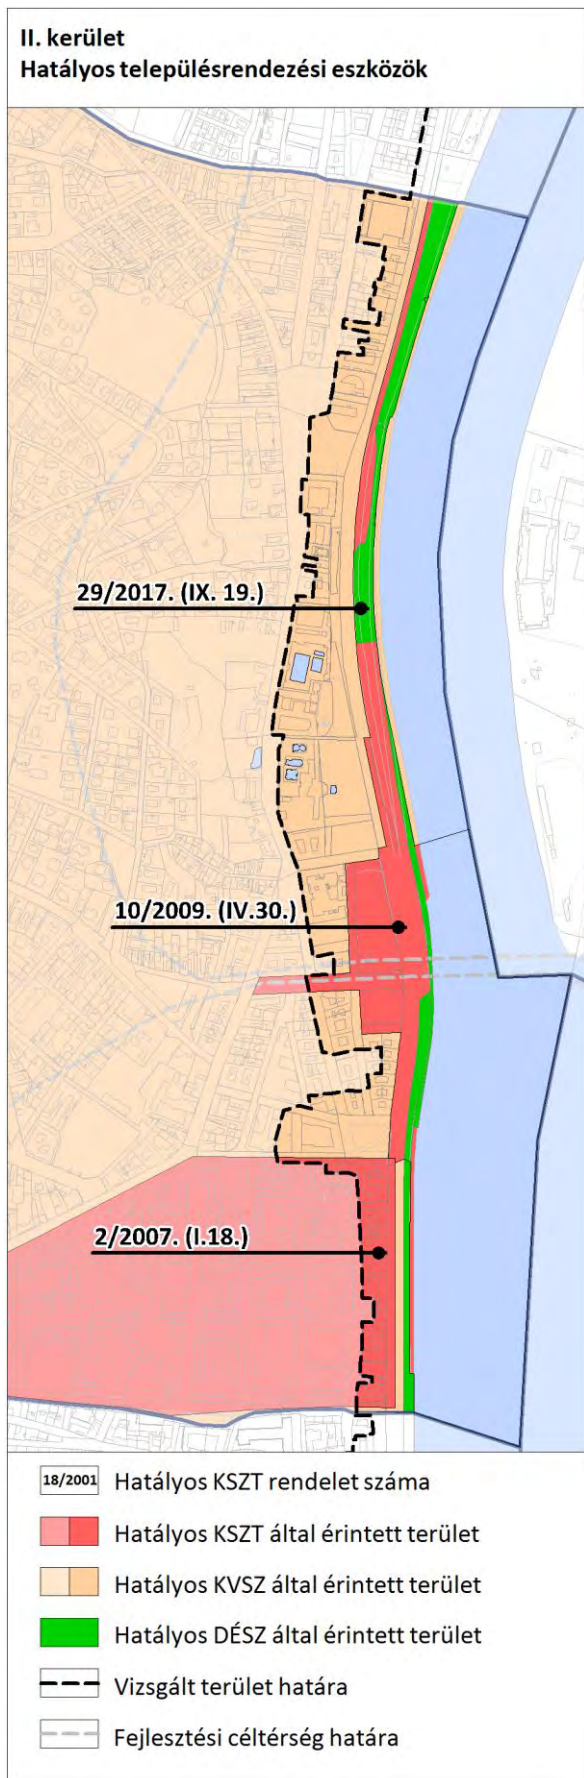 II. kerület
Hatályos településrendezési eszközök
29/2017. (IX. 19.)
10/2009. (IV.30.)
2/2007. (I.18.)
18/2001 Hatályos KSZT rendelet száma
Hatályos KSZT által érintett terület
Hatályos KVSZ által érintett terület
Hatályos DÉSZ által érintett terület
Vizsgált terület határa
Fejlesztési céltérség határa